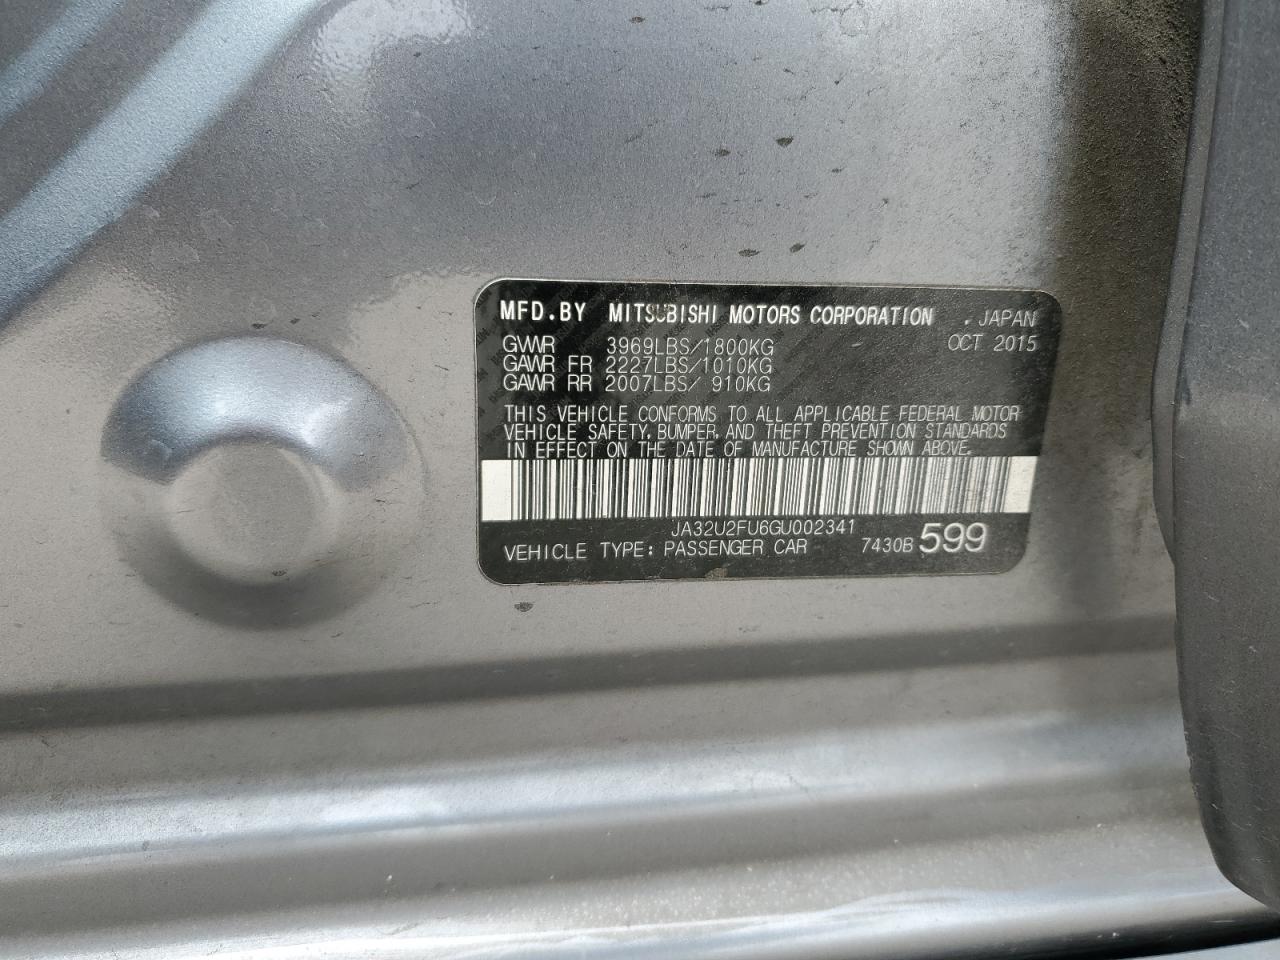 MFD.BY MITSUBISHI MOTORS CORPORATION . JAPAN
GVWR 3969LBS/1800KG OCT 2015
GAWR FR 2227LBS/1010KG
GAWR RR 2007LBS/ 910KG
THIS VEHICLE CONFORMS TO ALL APPLICABLE FEDERAL MOTOR
VEHICLE SAFETY, BUMPER, AND THEFT PREVENTION STANDARDS
IN EFFECT ON THE DATE OF MANUFACTURE SHOWN ABOVE.
JA32U2FU6GU002341
VEHICLE TYPE: PASSENGER CAR 7430B 599